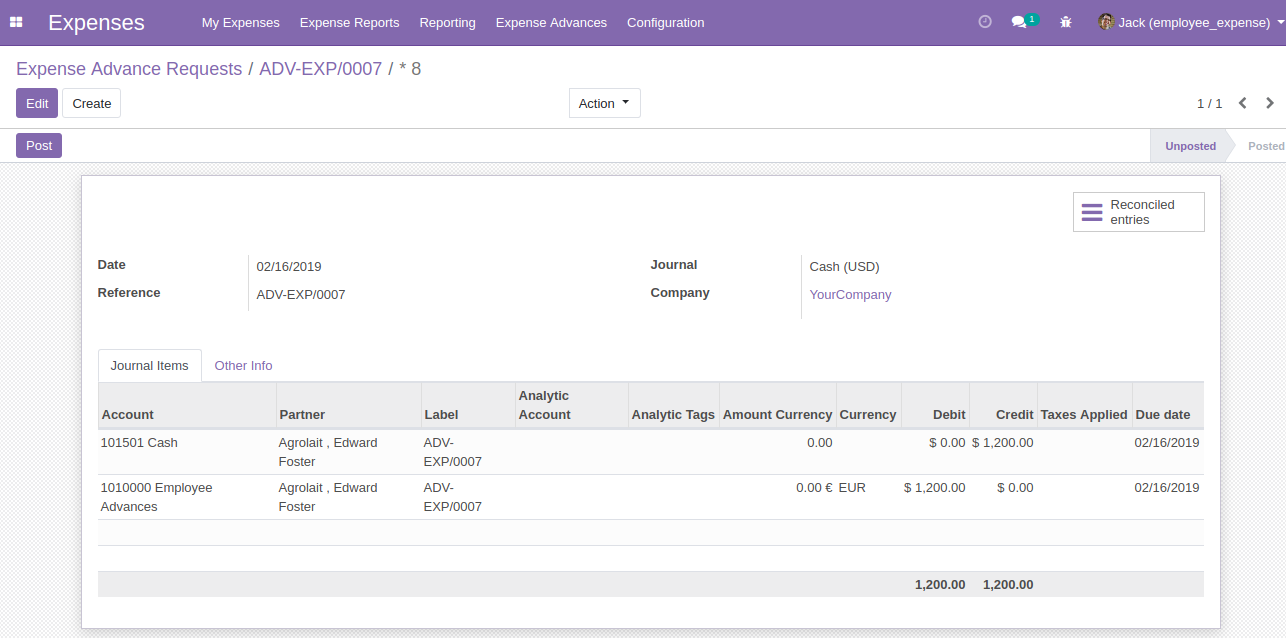 Expenses My Expenses Expense Reports Reporting Expense Advances Configuration 1 Jack (employee_expense)
Expense Advance Requests / ADV-EXP/0007 / * 8
Edit Create Action 1 / 1
Post Unposted Posted
Reconciled
entries
Date 02/16/2019 Journal Cash (USD)
Reference ADV-EXP/0007 Company YourCompany
Journal Items Other Info
Analytic
Account Partner Label Account Analytic Tags Amount Currency Currency Debit Credit Taxes Applied Due date
101501 Cash Agrolait , Edward ADV- 0.00 $ 0.00 $ 1,200.00 02/16/2019
Foster EXP/0007
1010000 Employee Agrolait , Edward ADV- 0.00 € EUR $ 1,200.00 $ 0.00 02/16/2019
Advances Foster EXP/0007
1,200.00 1,200.00